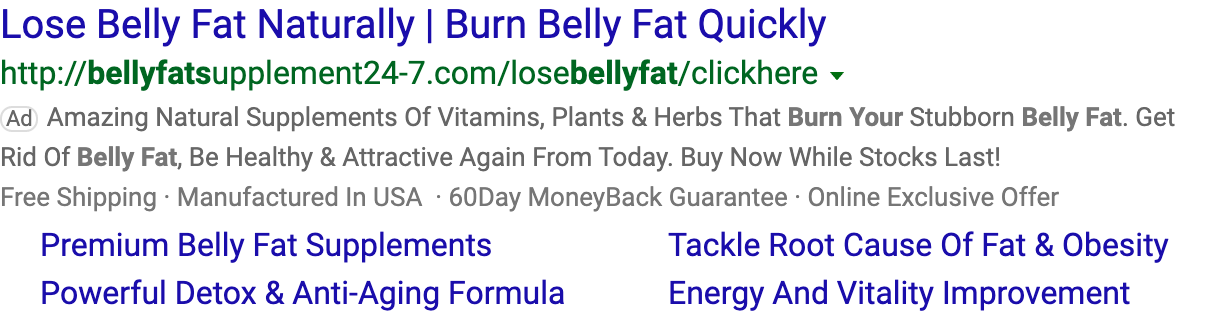 Lose Belly Fat Naturally | Burn Belly Fat Quickly
http://bellyfatsupplement24-7.com/losebellyfat/clickhere
Ad Amazing Natural Supplements Of Vitamins, Plants & Herbs That Burn Your Stubborn Belly Fat. Get
Rid Of Belly Fat, Be Healthy & Attractive Again From Today. Buy Now While Stocks Last!
Free Shipping · Manufactured In USA · 60Day MoneyBack Guarantee · Online Exclusive Offer
Premium Belly Fat Supplements Tackle Root Cause Of Fat & Obesity
Powerful Detox & Anti-Aging Formula Energy And Vitality Improvement